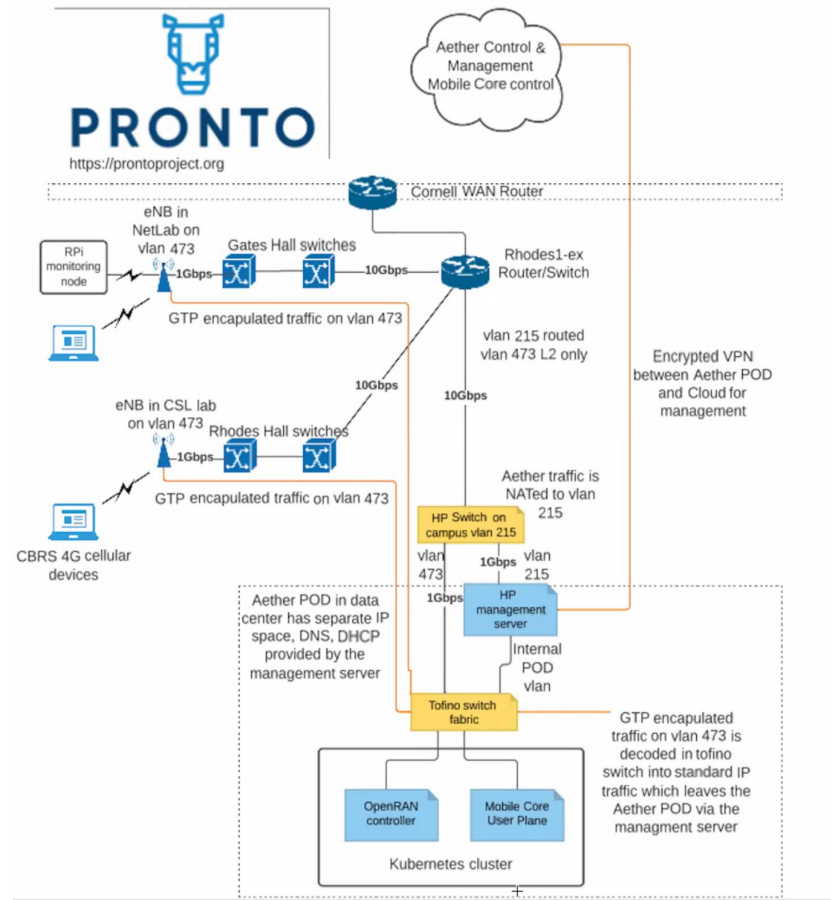 PRONTO
https://prontoproject.org
Aether Control &
Management
Mobile Core control
Cornell WAN Router
eNB in
NetLab on
vlan 473
RPi
monitoring
node
1Gbps
Gates Hall switches
10Gbps
Rhodes1-ex
Router/Switch
GTP encapulated traffic on vlan 473
vlan 215 routed
vlan 473 L2 only
Encrypted VPN
between Aether POD
and Cloud for
management
10Gbps
10Gbps
eNB in CSL lab
on vlan 473
Rhodes Hall switches
1Gbps
GTP encapulated traffic on vlan 473
CBRS 4G cellular
devices
Aether traffic is
NATed to vlan
215
HP Switch on
campus vlan 215
vlan
473
1Gbps
vlan
215
1Gbps
HP
management
server
Aether POD in data
center has separate IP
space, DNS, DHCP
provided by the
management server
Internal
POD
vlan
Tofino switch
fabric
GTP encapulated
traffic on vlan 473 is
decoded in tofino
switch into standard IP
traffic which leaves the
Aether POD via the
managment server
OpenRAN
controller
Mobile Core
User Plane
Kubernetes cluster